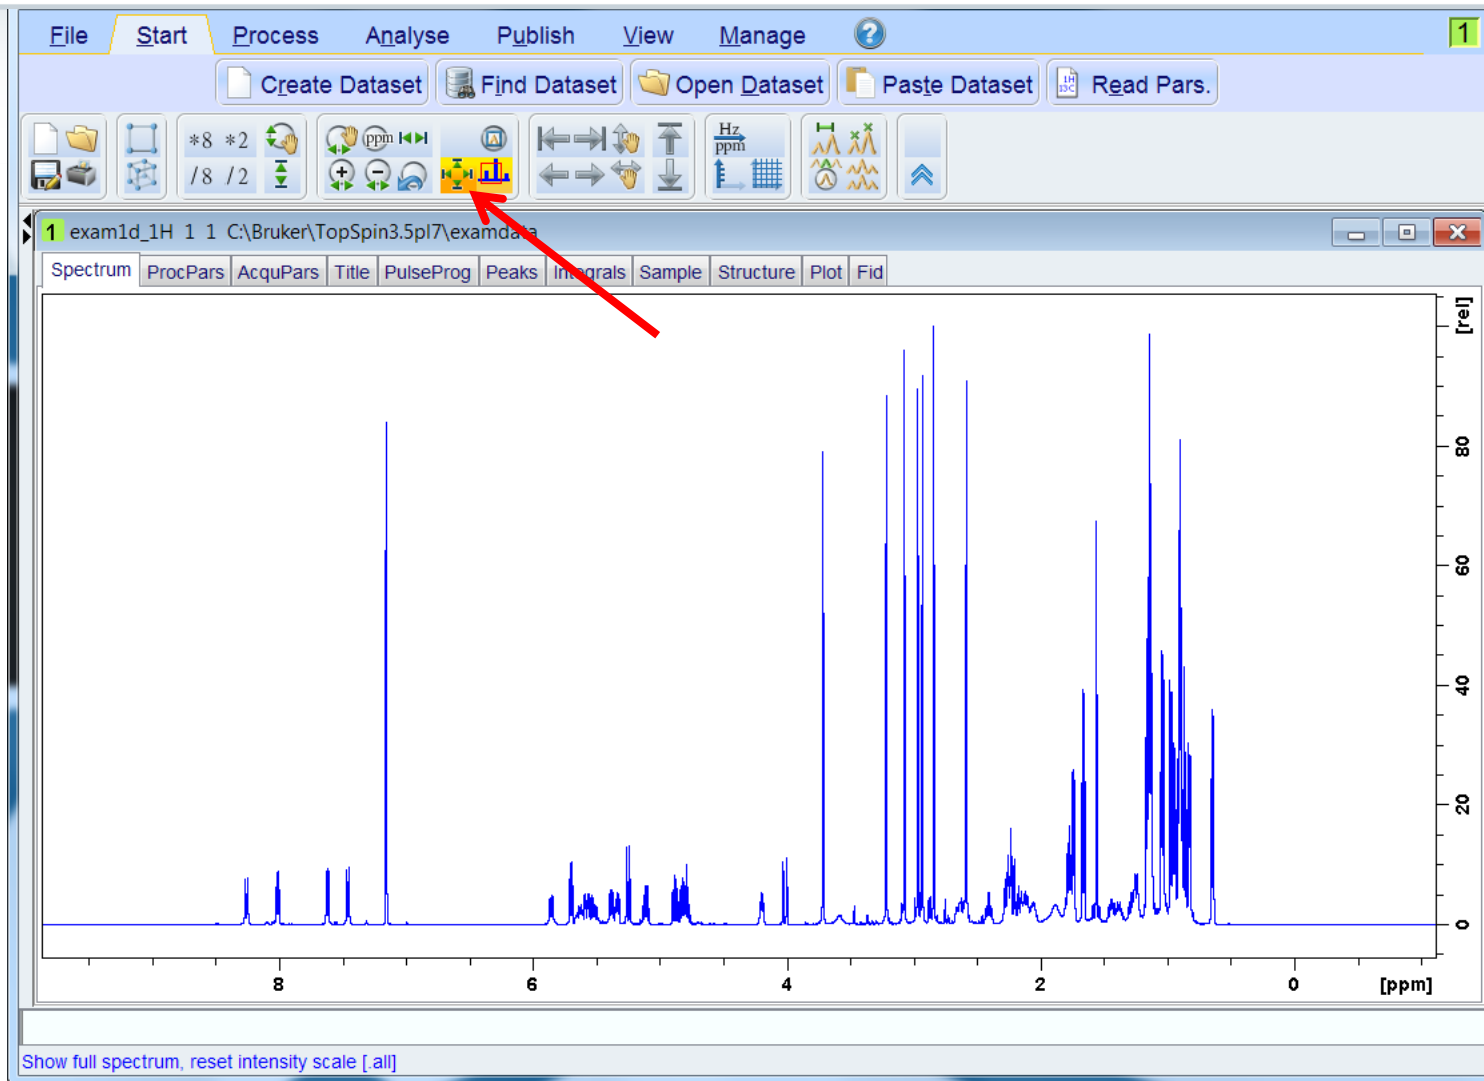 File Start Process Analyse Publish View Manage ? 1
Create Dataset Find Dataset Open Dataset Paste Dataset 1H 13C Read Pars.
*8 *2 ppm Hz
/8 /2 ppm
1 exam1d_1H 1 1 C:\Bruker\TopSpin3.5pl7\examdata
Spectrum ProcPars AcquPars Title PulseProg Peaks Integrals Sample Structure Plot Fid
[rel]
80
60
40
20
0
8 6 4 2 0 [ppm]
Show full spectrum, reset intensity scale [.all]